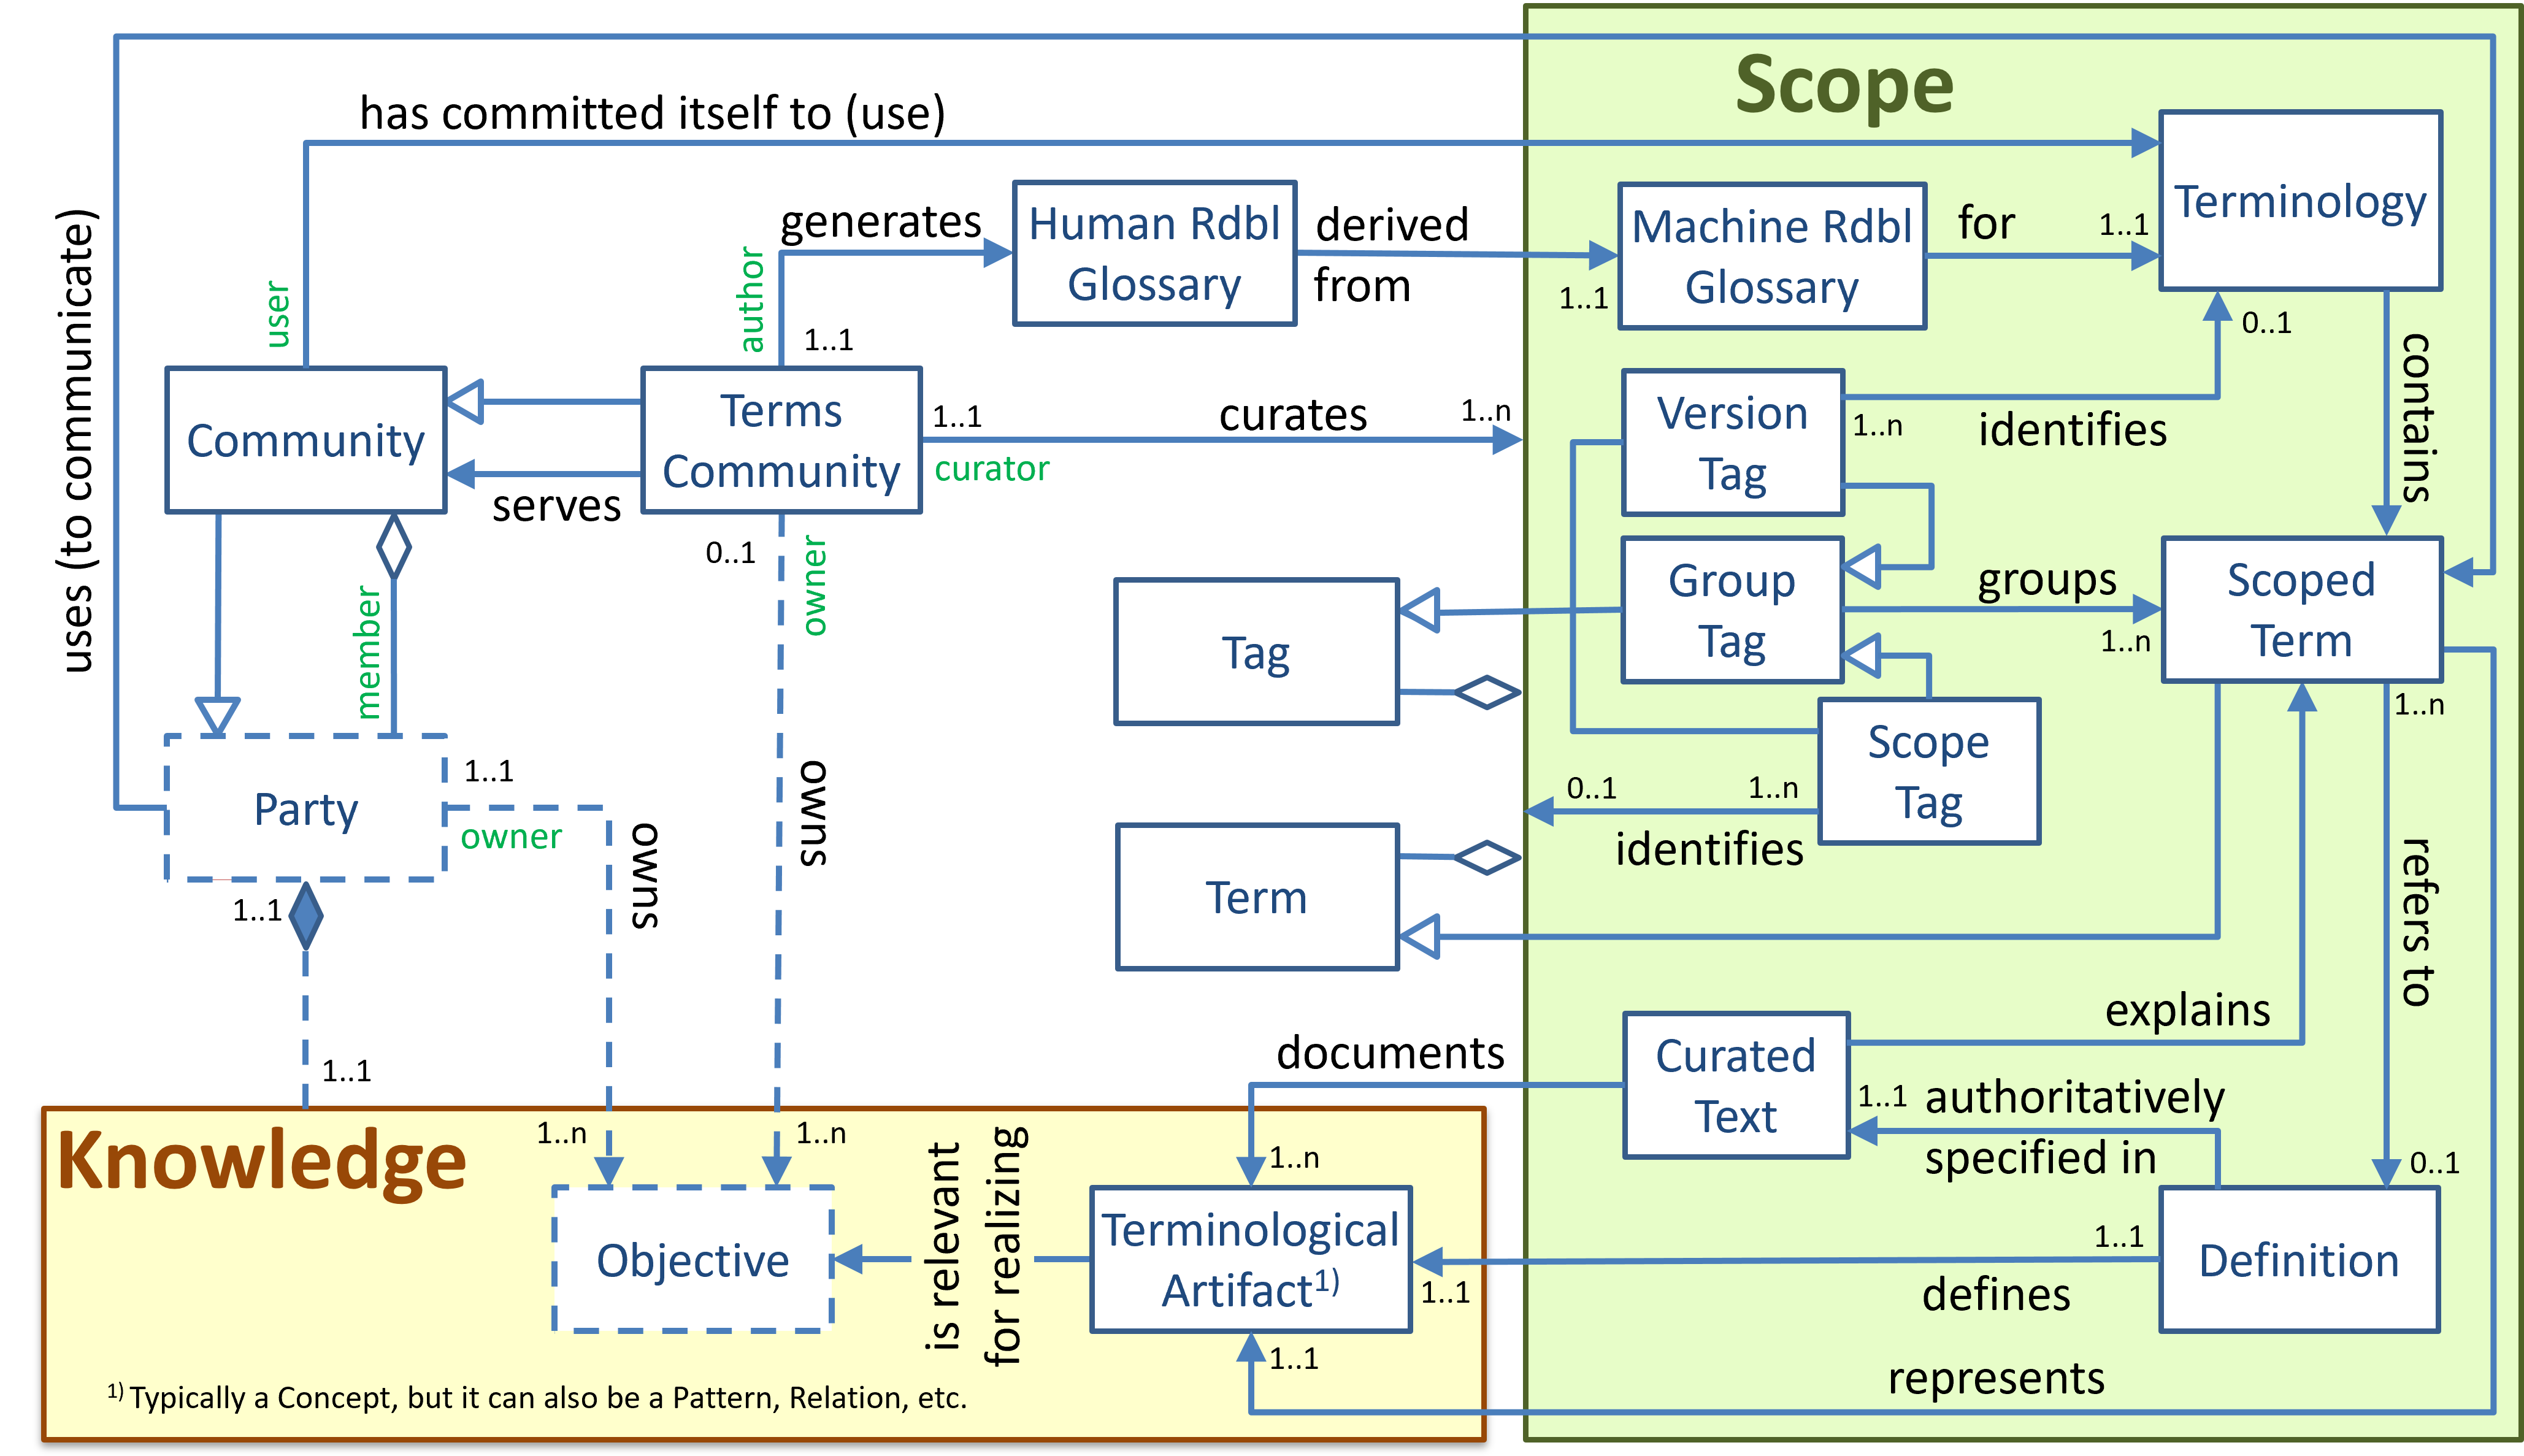 Scope
has committed itself to (use)
uses (to communicate)
user
generates
author
1..1
Human Rdbl
Glossary
derived
from
1..1
Machine Rdbl
Glossary
for
1..1
Terminology
0..1
contains
Community
Terms
Community
1..1
curator
curates
1..n
serves
Version
Tag
1..n
identifies
0..1
owner
member
Tag
Group
Tag
groups
1..n
Scoped
Term
1..n
Scope
Tag
0..1
1..n
identifies
Party
1..1
owner
owns
owns
1..1
1..1
Term
refers to
documents
Curated
Text
explains
1..1
authoritatively
specified in
0..1
Knowledge
1..n
1..n
1..n
Objective
is relevant
for realizing
Terminological
Artifact1)
1..1
1..1
defines
Definition
1..1
represents
1) Typically a Concept, but it can also be a Pattern, Relation, etc.